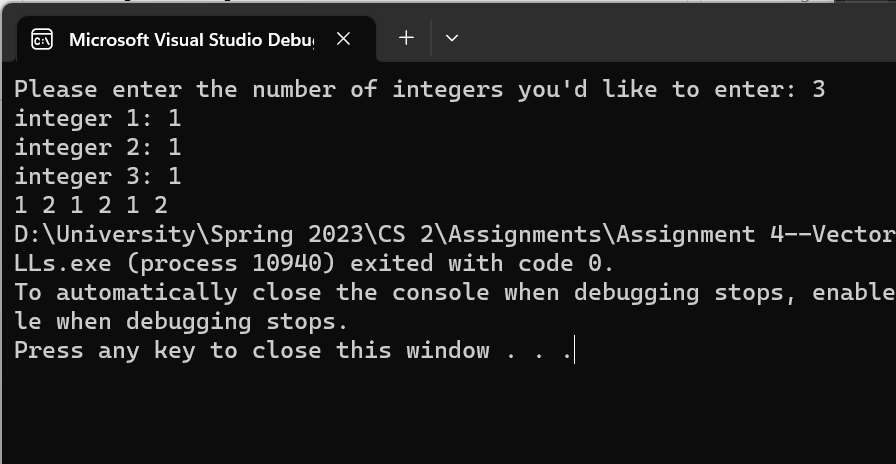 Microsoft Visual Studio Debug
Please enter the number of integers you'd like to enter: 3
integer 1: 1
integer 2: 1
integer 3: 1
1 2 1 2 1 2
D:\University\Spring 2023\CS 2\Assignments\Assignment 4--Vector
LLs.exe (process 10940) exited with code 0.
To automatically close the console when debugging stops, enable
le when debugging stops.
Press any key to close this window . . .